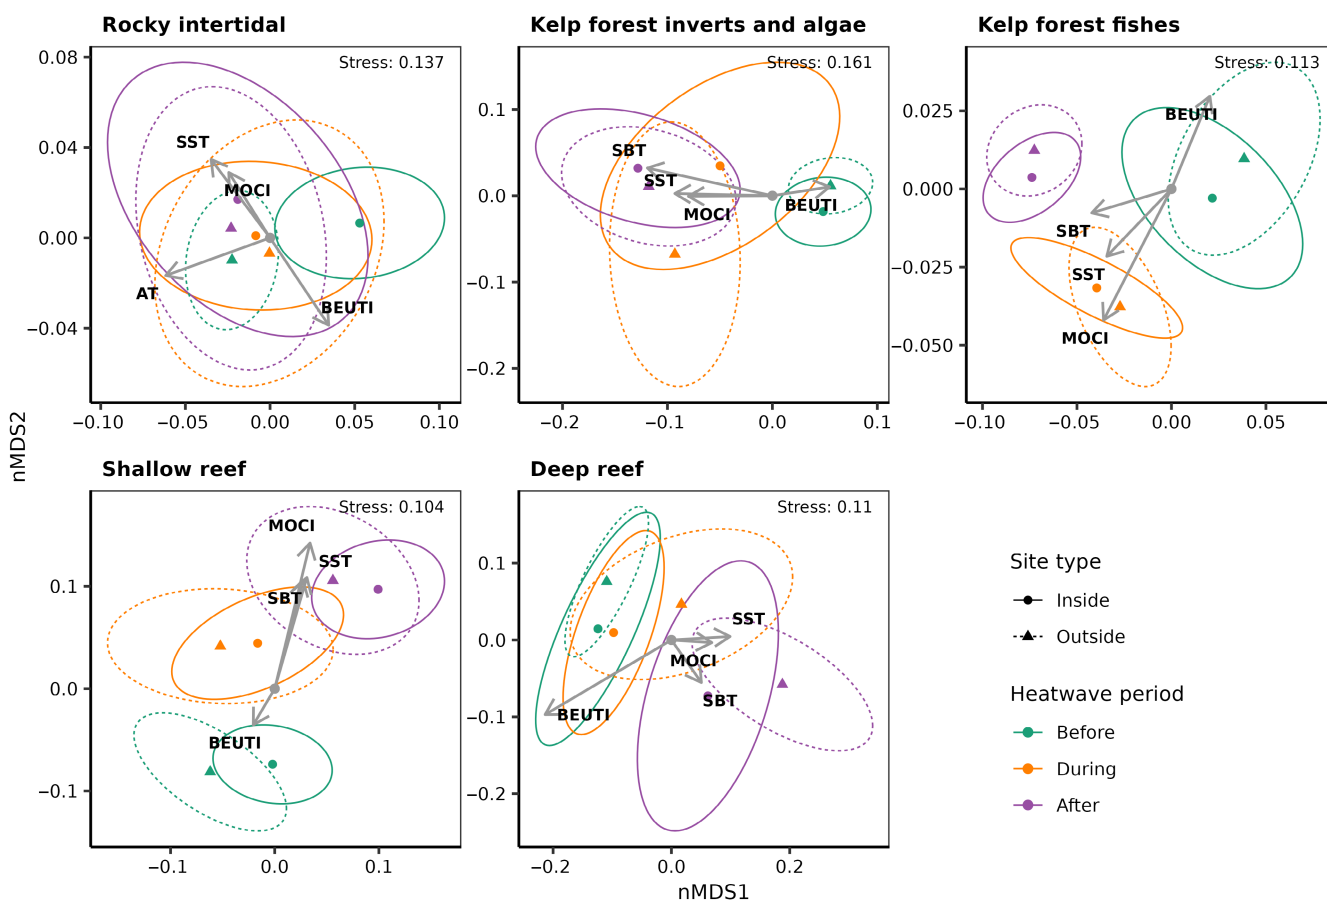 Rocky intertidal
Kelp forest inverts and algae
Kelp forest fishes
Stress: 0.137
Stress: 0.161
Stress: 0.113
0.08
0.04
0.00
−0.04
SST
MOCI
AT
BEUTI
−0.10
−0.05
0.00
0.05
0.10
0.1
0.0
−0.1
−0.2
SBT
SST
MOCI
BEUTI
−0.2
−0.1
0.0
0.1
0.025
0.000
−0.025
−0.050
BEUTI
SBT
SST
MOCI
−0.10
−0.05
0.00
0.05
nMDS2
Shallow reef
Deep reef
Stress: 0.104
Stress: 0.11
0.1
0.0
−0.1
MOCI
SST
SBT
BEUTI
−0.1
0.0
0.1
0.1
0.0
−0.1
−0.2
SST
MOCI
SBT
BEUTI
−0.2
0.0
0.2
nMDS1
Site type
Inside
Outside
Heatwave period
Before
During
After